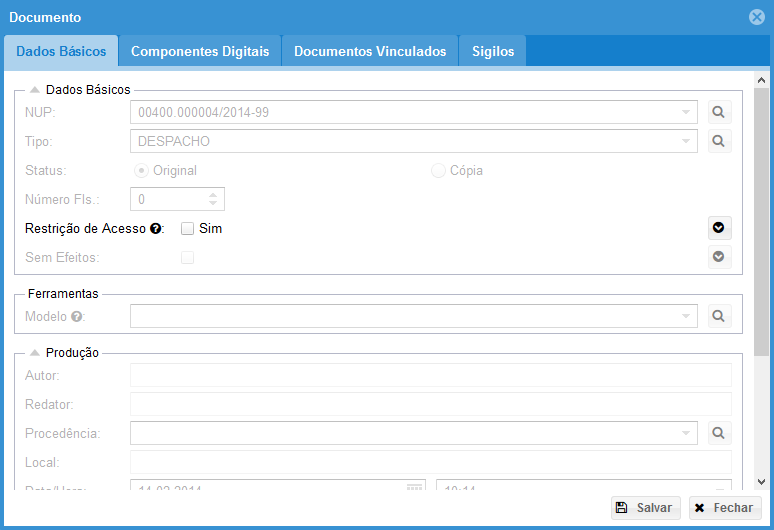 Documento
Dados Básicos Componentes Digitais Documentos Vinculados Sigilos
Dados Básicos
NUP: 00400.000004/2014-99
Tipo: DESPACHO
Status: Original Cópia
Número Fls.: 0
Restrição de Acesso ?: Sim
Sem Efeitos:
Ferramentas
Modelo ?:
Produção
Autor:
Redator:
Procedência:
Local:
Data/Hora: 14-02-2014
Salvar Fechar